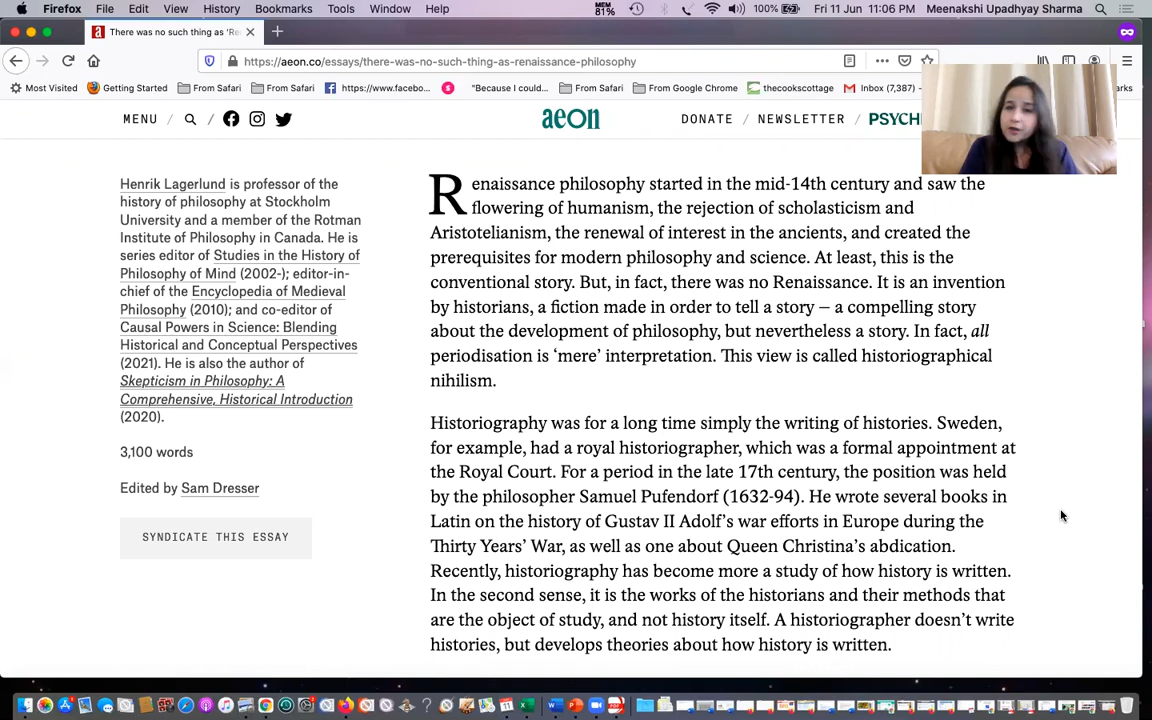 Firefox File Edit View History Bookmarks Tools Window Help MEM 81% 100% Fri 11 Jun 11:06 PM Meenakshi Upadhyay Sharma
a There was no such thing as 'Re
https://aeon.co/essays/there-was-no-such-thing-as-renaissance-philosophy
Most Visited Getting Started From Safari From Safari https://www.facebo... "Because I could... From Safari From Google Chrome thecookscottage Inbox (7,387) -
MENU / / aeon DONATE / NEWSLETTER / PSYCH
Henrik Lagerlund is professor of the
history of philosophy at Stockholm
University and a member of the Rotman
Institute of Philosophy in Canada. He is
series editor of Studies in the History of
Philosophy of Mind (2002-); editor-in-
chief of the Encyclopedia of Medieval
Philosophy (2010); and co-editor of
Causal Powers in Science: Blending
Historical and Conceptual Perspectives
(2021). He is also the author of
Skepticism in Philosophy: A
Comprehensive, Historical Introduction
(2020).
3,100 words
Edited by Sam Dresser
SYNDICATE THIS ESSAY
Renaissance philosophy started in the mid-14th century and saw the
flowering of humanism, the rejection of scholasticism and
Aristotelianism, the renewal of interest in the ancients, and created the
prerequisites for modern philosophy and science. At least, this is the
conventional story. But, in fact, there was no Renaissance. It is an invention
by historians, a fiction made in order to tell a story – a compelling story
about the development of philosophy, but nevertheless a story. In fact, all
periodisation is ‘mere’ interpretation. This view is called historiographical
nihilism.
Historiography was for a long time simply the writing of histories. Sweden,
for example, had a royal historiographer, which was a formal appointment at
the Royal Court. For a period in the late 17th century, the position was held
by the philosopher Samuel Pufendorf (1632-94). He wrote several books in
Latin on the history of Gustav II Adolf’s war efforts in Europe during the
Thirty Years’ War, as well as one about Queen Christina’s abdication.
Recently, historiography has become more a study of how history is written.
In the second sense, it is the works of the historians and their methods that
are the object of study, and not history itself. A historiographer doesn’t write
histories, but develops theories about how history is written.